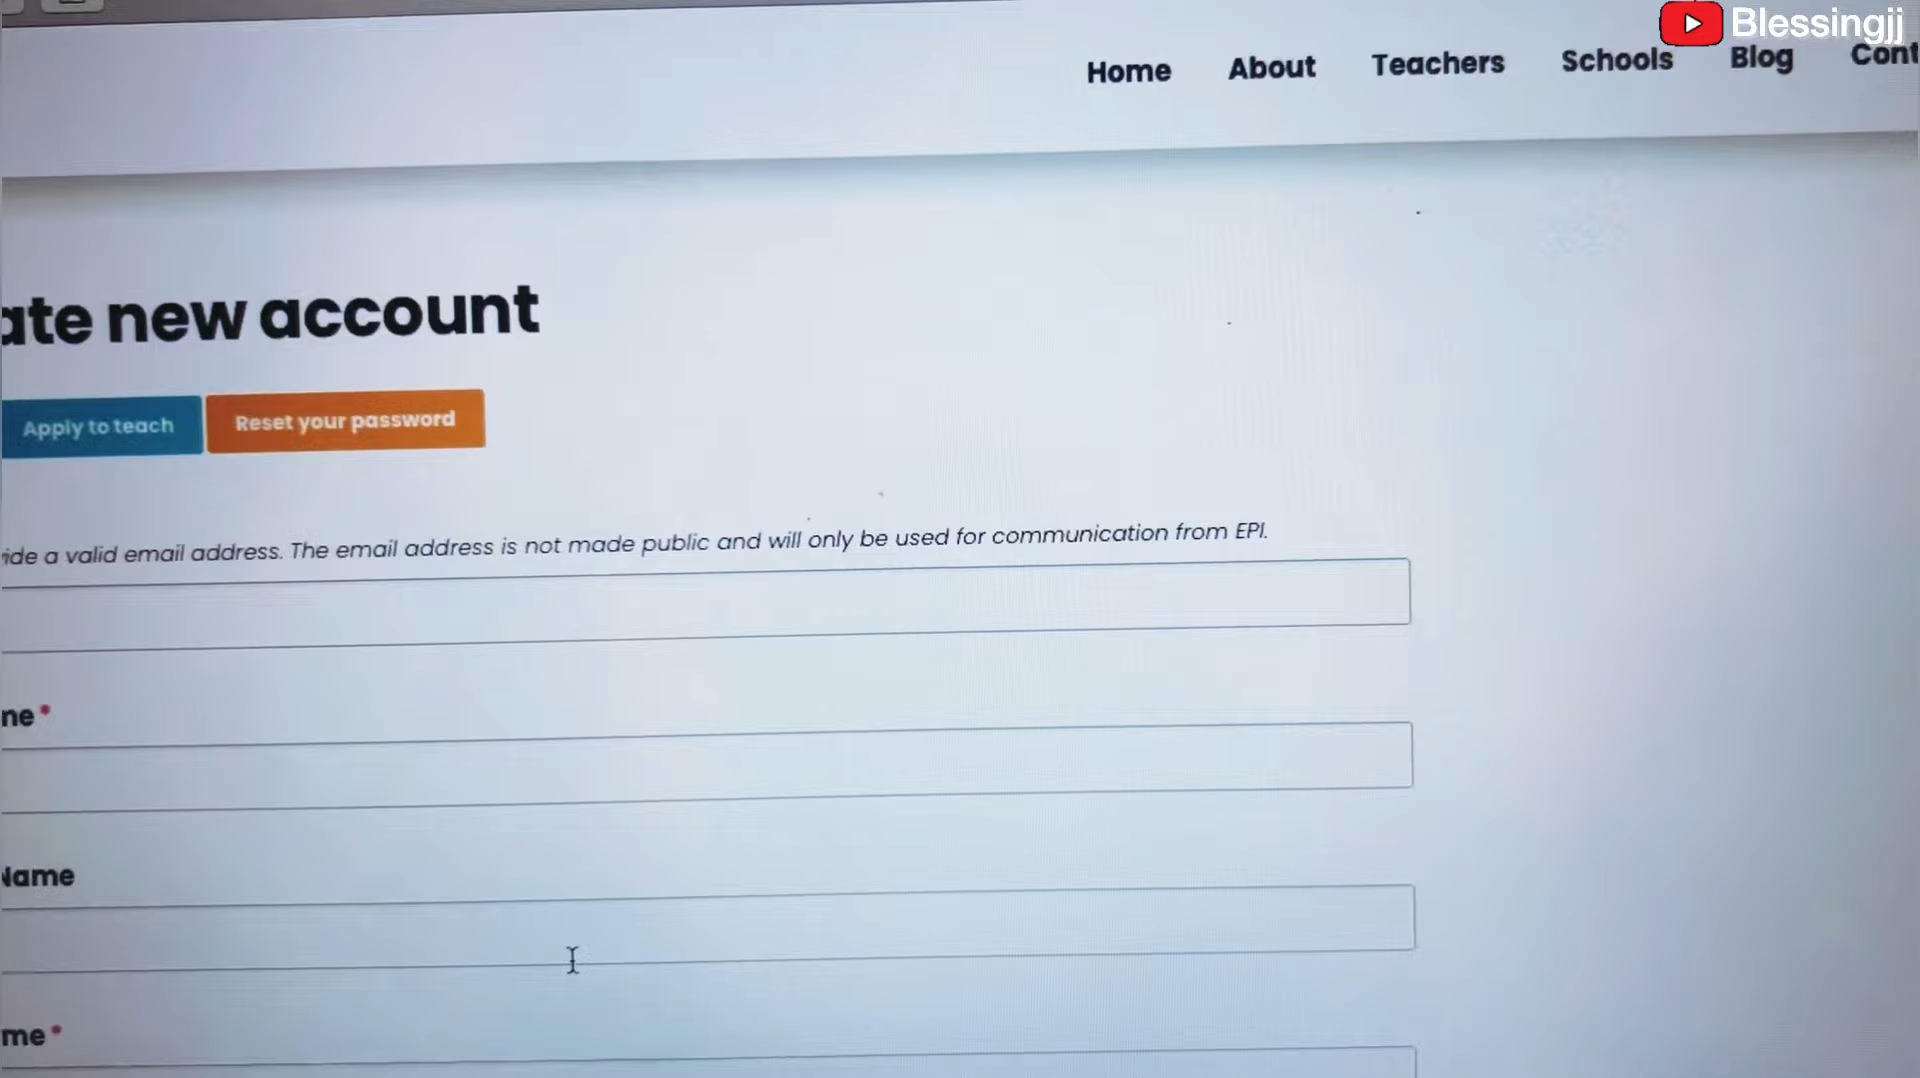 Blessingjj
Home About Teachers Schools Blog Cont
ate new account
Apply to teach Reset your password
ide a valid email address. The email address is not made public and will only be used for communication from EPI.
ne *
Name
me *